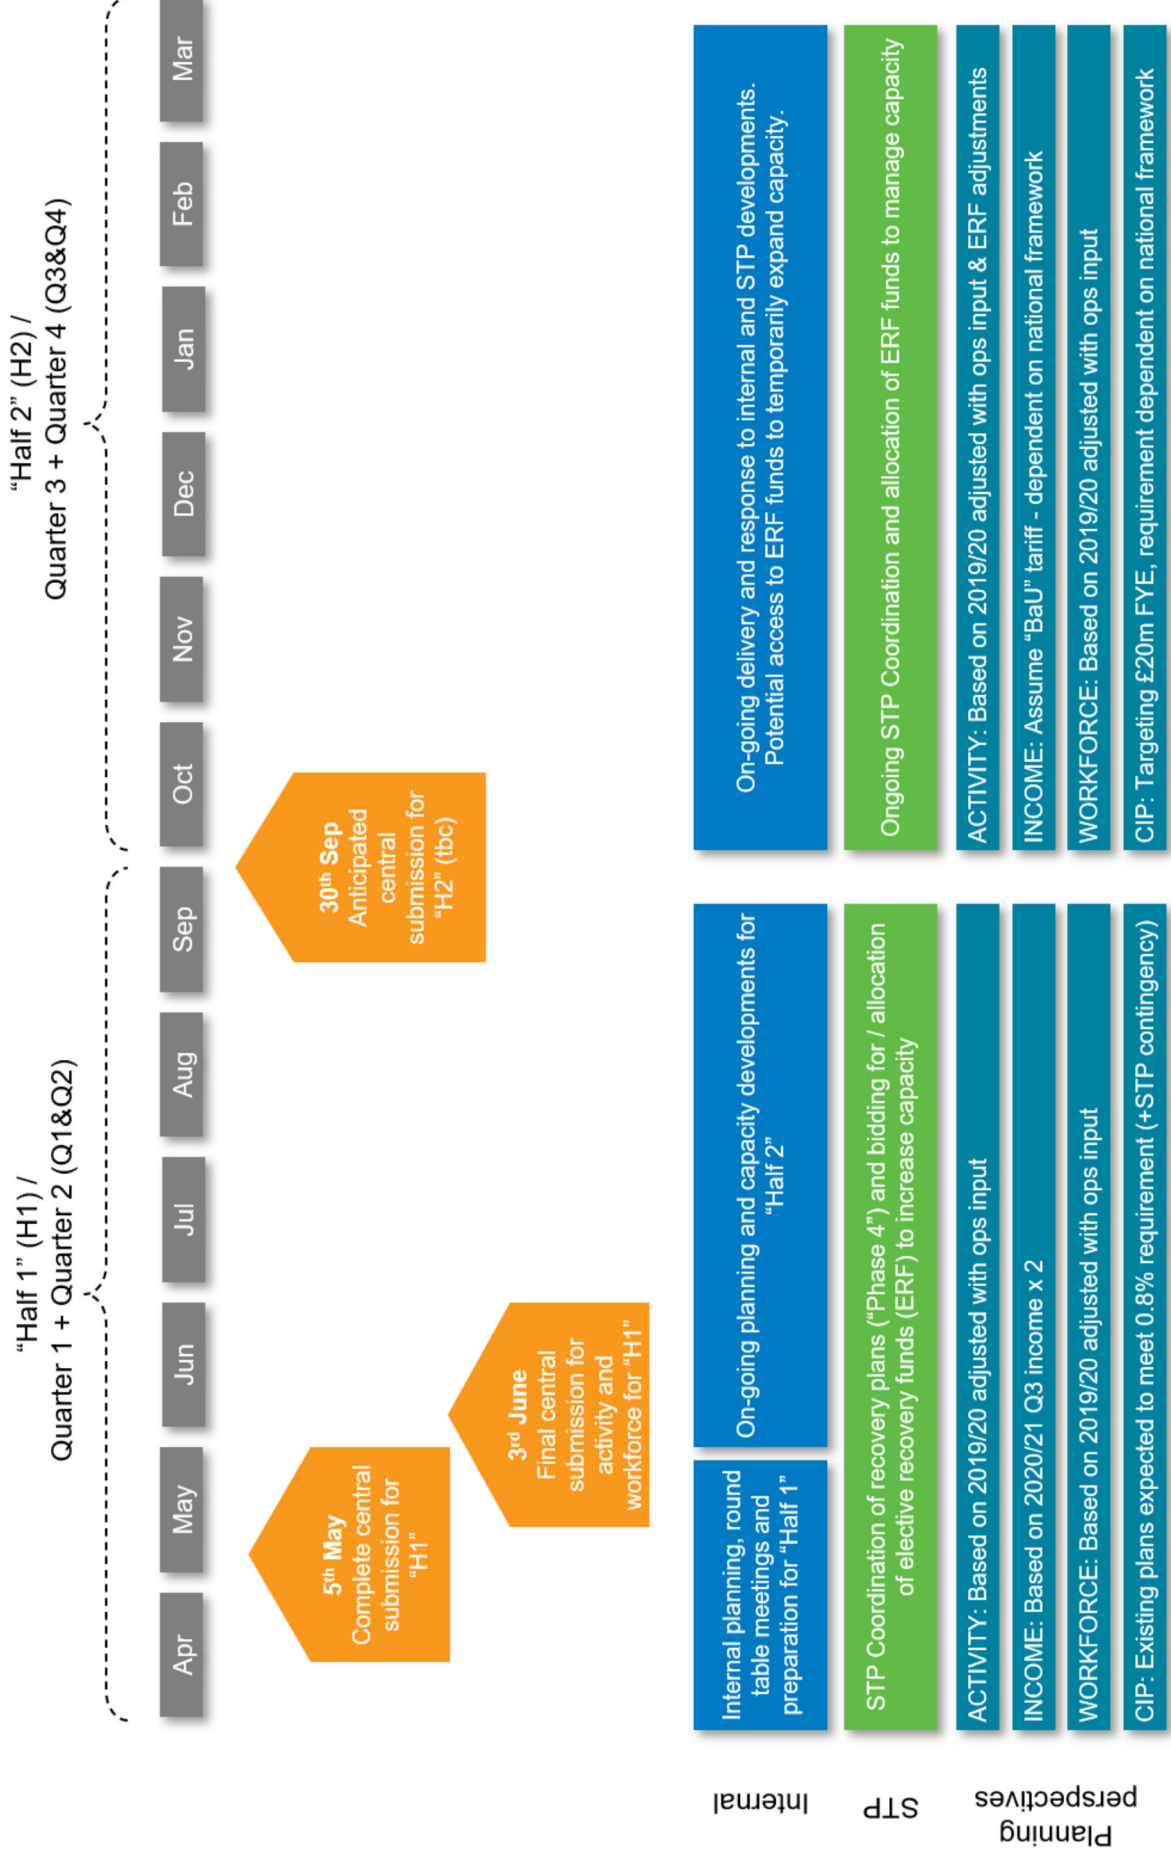 “Half 1” (H1) /
Quarter 1 + Quarter 2 (Q1&Q2)
“Half 2” (H2) /
Quarter 3 + Quarter 4 (Q3&Q4)
Apr
May
Jun
Jul
Aug
Sep
Oct
Nov
Dec
Jan
Feb
Mar
5th May
Complete central
submission for
“H1”
3rd June
Final central
submission for
activity and
workforce for “H1”
30th Sep
Anticipated
central
submission for
“H2” (tbc)
Internal
Internal planning, round
table meetings and
preparation for “Half 1”
On-going planning and capacity developments for
“Half 2”
On-going delivery and response to internal and STP developments.
Potential access to ERF funds to temporarily expand capacity.
STP
STP Coordination of recovery plans (“Phase 4”) and bidding for / allocation
of elective recovery funds (ERF) to increase capacity
Ongoing STP Coordination and allocation of ERF funds to manage capacity
Planning
perspectives
ACTIVITY: Based on 2019/20 adjusted with ops input
ACTIVITY: Based on 2019/20 adjusted with ops input & ERF adjustments
INCOME: Based on 2020/21 Q3 income x 2
INCOME: Assume “BaU” tariff - dependent on national framework
WORKFORCE: Based on 2019/20 adjusted with ops input
WORKFORCE: Based on 2019/20 adjusted with ops input
CIP: Existing plans expected to meet 0.8% requirement (+STP contingency)
CIP: Targeting £20m FYE, requirement dependent on national framework